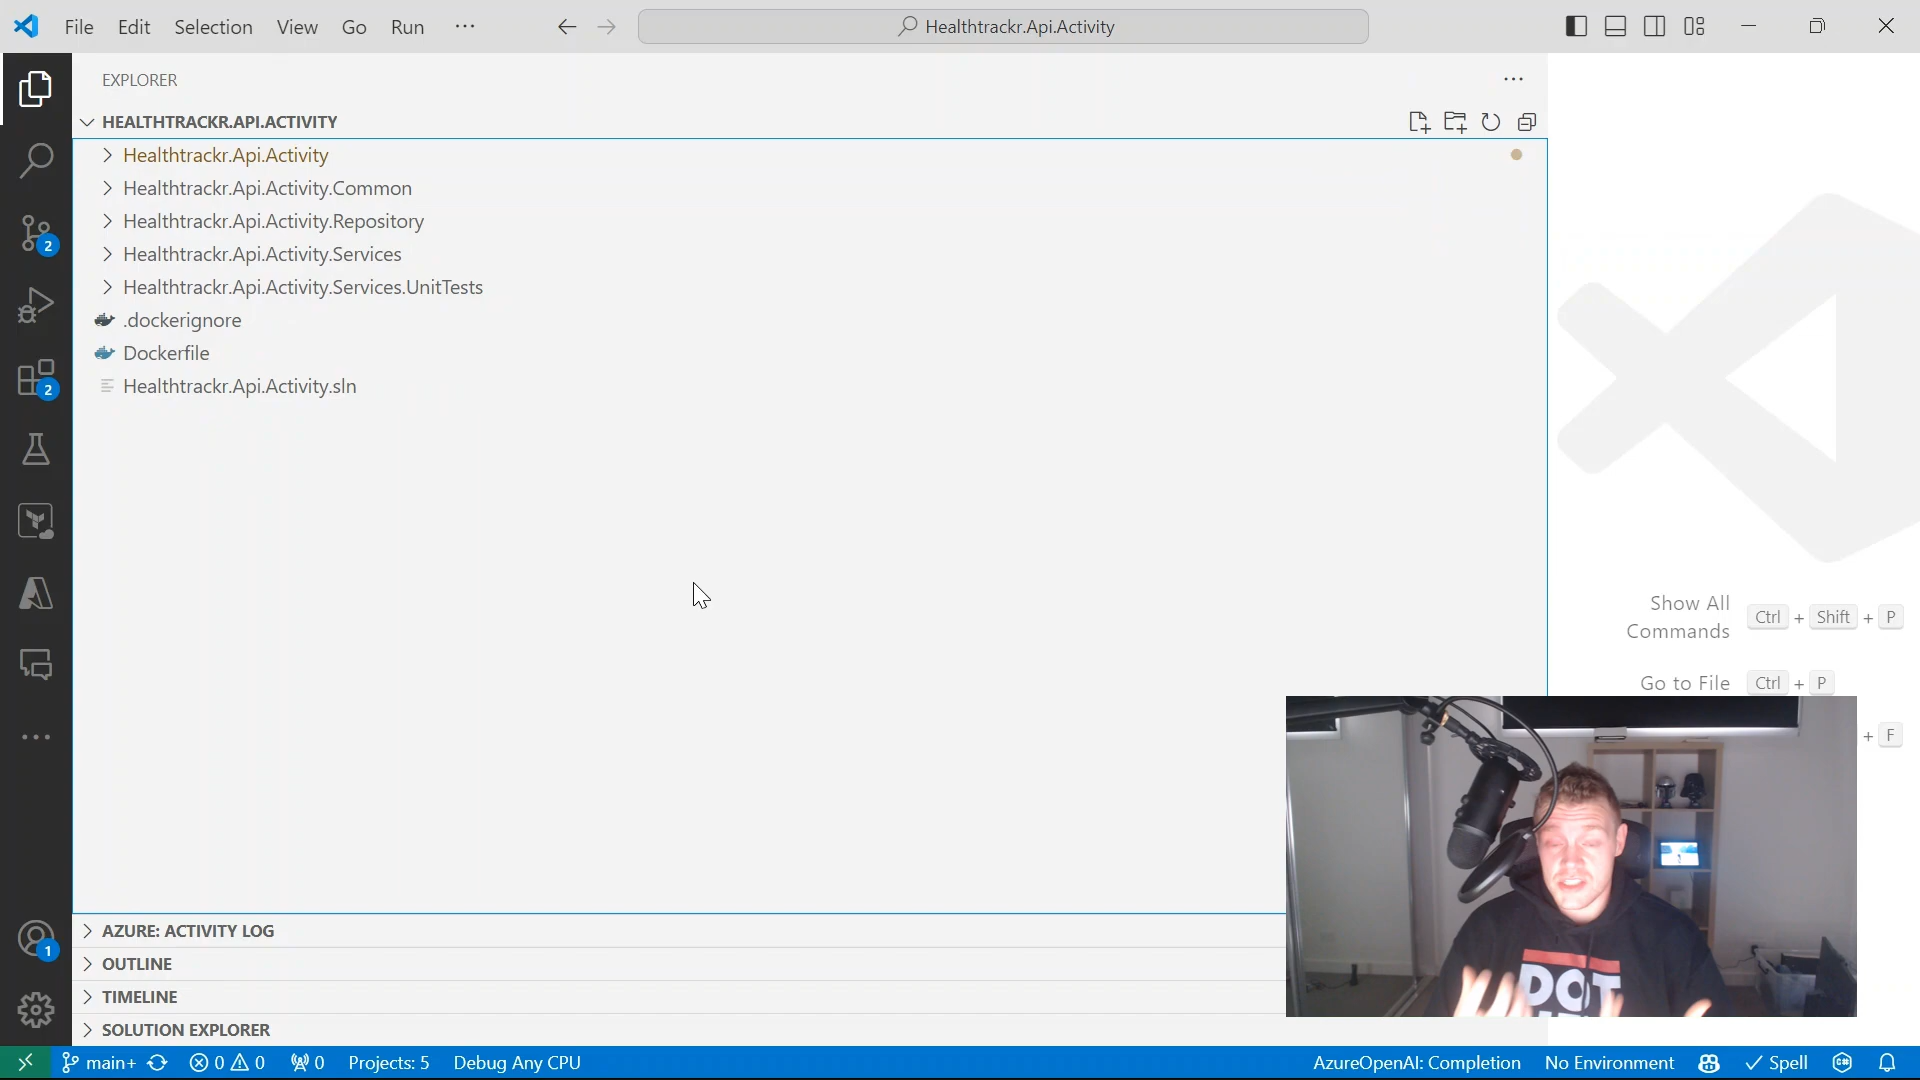 File Edit Selection View Go Run ···
Healthtrackr.Api.Activity
EXPLORER
HEALTHTRACKR.API.ACTIVITY
Healthtrackr.Api.Activity
Healthtrackr.Api.Activity.Common
Healthtrackr.Api.Activity.Repository
2
Healthtrackr.Api.Activity.Services
Healthtrackr.Api.Activity.Services.UnitTests
.dockerignore
Dockerfile
2
Healthtrackr.Api.Activity.sln
Show All Commands Ctrl + Shift + P
Go to File Ctrl + P
+ F
AZURE: ACTIVITY LOG
1
OUTLINE
TIMELINE
SOLUTION EXPLORER
DOT
main+ 0 0 0 Projects: 5 Debug Any CPU AzureOpenAI: Completion No Environment Spell C#